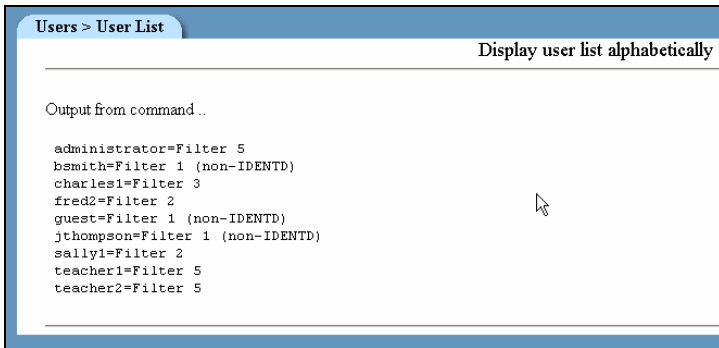 Users > User List
Display user list alphabetically
Output from command ..
administrator=Filter 5
bsmith=Filter 1 (non-IDENTD)
charles1=Filter 3
fred2=Filter 2
guest=Filter 1 (non-IDENTD)
jthompson=Filter 1 (non-IDENTD)
sally1=Filter 2
teacher1=Filter 5
teacher2=Filter 5